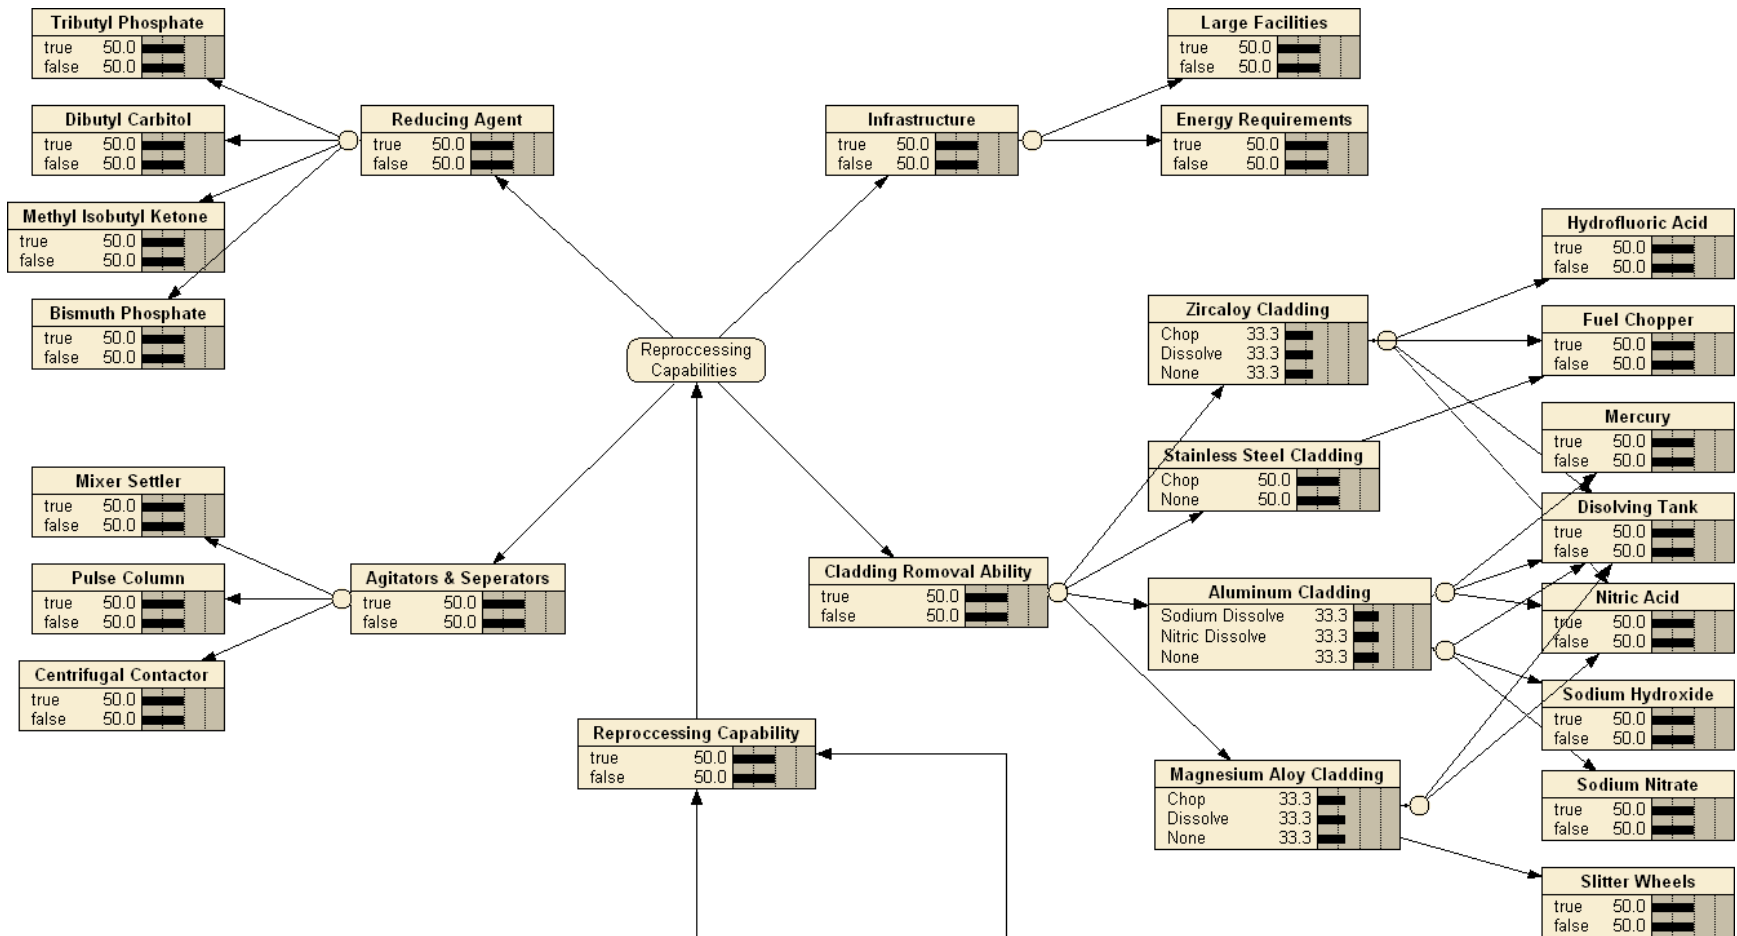 Tributyl Phosphate
true 50.0
false 50.0
Dibutyl Carbitol
true 50.0
false 50.0
Methyl Isobutyl Ketone
true 50.0
false 50.0
Bismuth Phosphate
true 50.0
false 50.0
Reducing Agent
true 50.0
false 50.0
Infrastructure
true 50.0
false 50.0
Large Facilities
true 50.0
false 50.0
Energy Requirements
true 50.0
false 50.0
Reproccessing
Capabilities
Mixer Settler
true 50.0
false 50.0
Pulse Column
true 50.0
false 50.0
Centrifugal Contactor
true 50.0
false 50.0
Agitators & Seperators
true 50.0
false 50.0
Reproccessing Capability
true 50.0
false 50.0
Cladding Romoval Ability
true 50.0
false 50.0
Zircaloy Cladding
Chop 33.3
Dissolve 33.3
None 33.3
Stainless Steel Cladding
Chop 50.0
None 50.0
Aluminum Cladding
Sodium Dissolve 33.3
Nitric Dissolve 33.3
None 33.3
Magnesium Aloy Cladding
Chop 33.3
Dissolve 33.3
None 33.3
Hydrofluoric Acid
true 50.0
false 50.0
Fuel Chopper
true 50.0
false 50.0
Mercury
true 50.0
false 50.0
Disolving Tank
true 50.0
false 50.0
Nitric Acid
true 50.0
false 50.0
Sodium Hydroxide
true 50.0
false 50.0
Sodium Nitrate
true 50.0
false 50.0
Slitter Wheels
true 50.0
false 50.0